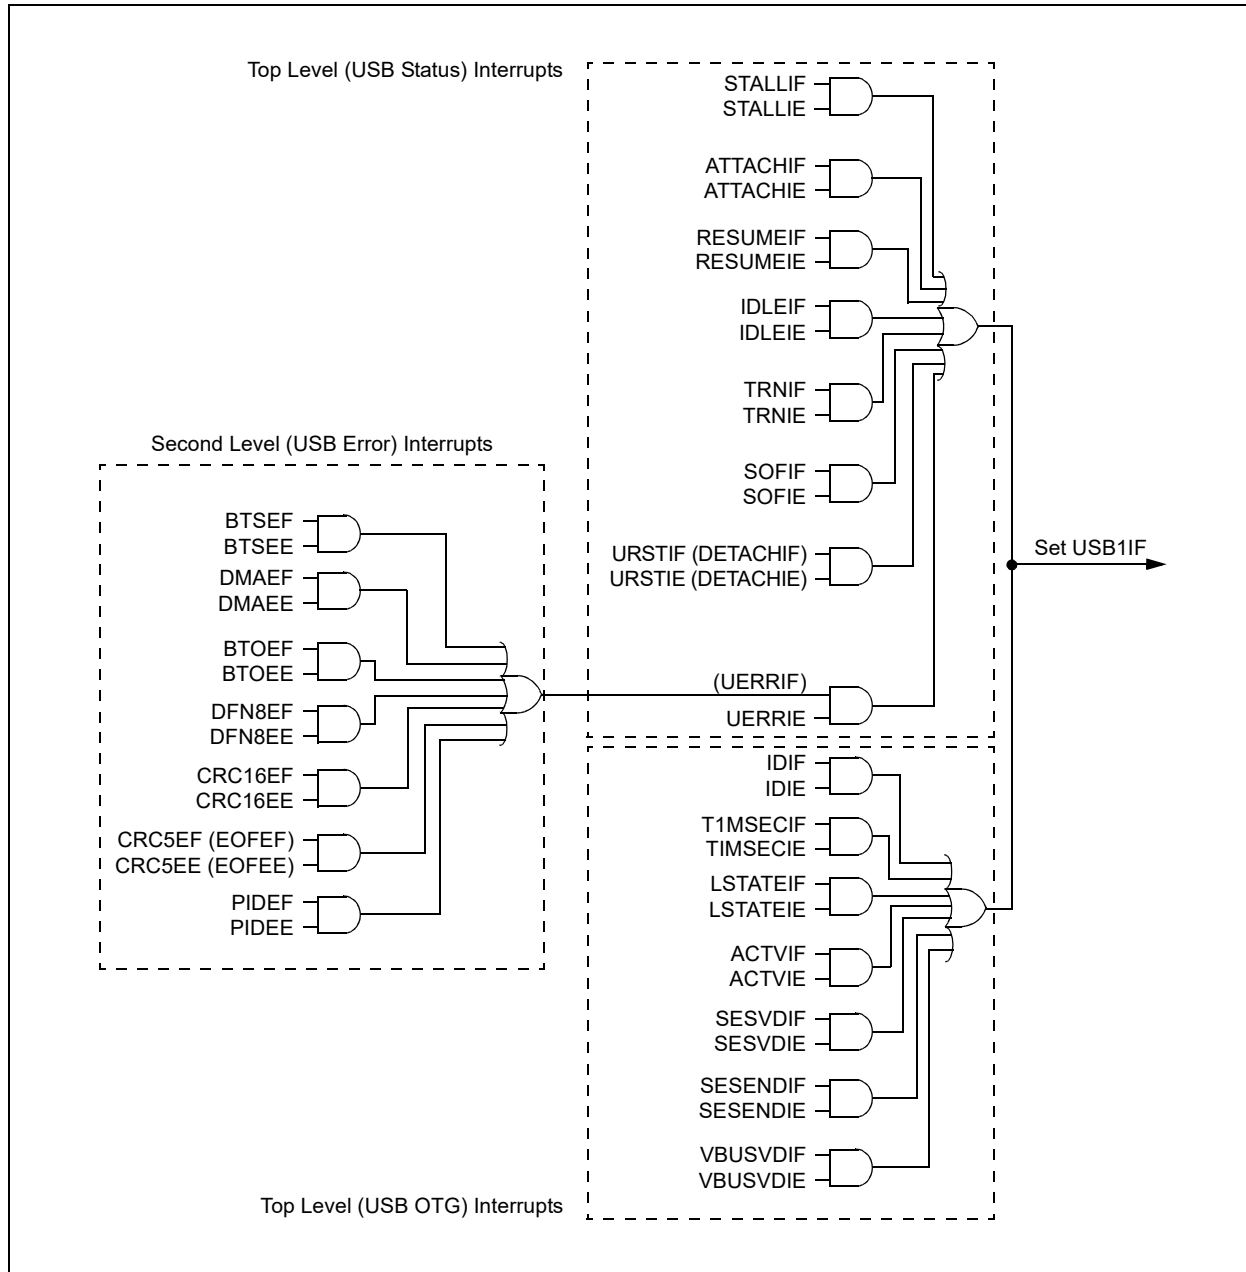 Top Level (USB Status) Interrupts
STALLIF
STALLIE
ATTACHIF
ATTACHIE
RESUMEIF
RESUMEIE
IDLEIF
IDLEIE
TRNIF
TRNIE
SOFIF
SOFIE
URSTIF (DETACHIF)
URSTIE (DETACHIE)
(UERRIF)
UERRIE
Second Level (USB Error) Interrupts
BTSEF
BTSEE
DMAEF
DMAEE
BTOEF
BTOEE
DFN8EF
DFN8EE
CRC16EF
CRC16EE
CRC5EF (EOFEF)
CRC5EE (EOFEE)
PIDEF
PIDEE
Set USB1IF
IDIF
IDIE
T1MSECIF
TIMSECIE
LSTATEIF
LSTATEIE
ACTVIF
ACTVIE
SESVDIF
SESVDIE
SESENDIF
SESENDIE
VBUSVDIF
VBUSVDIE
Top Level (USB OTG) Interrupts